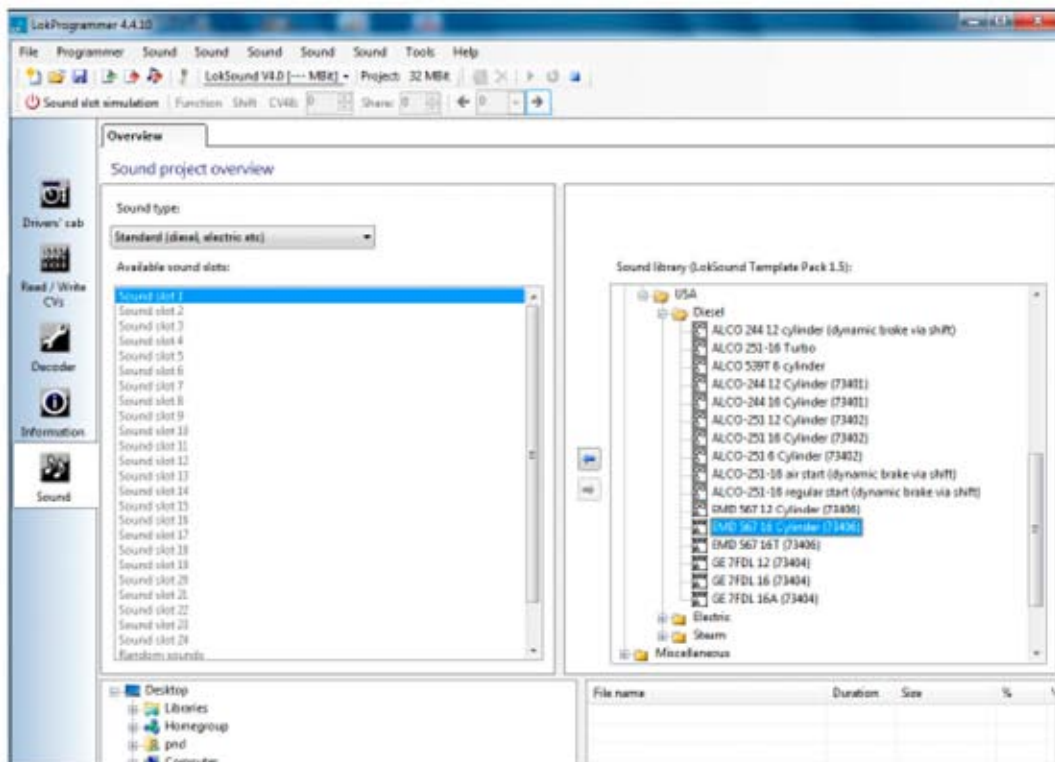 LokProgrammer 4.4.10
File Programmer Sound Sound Sound Sound Sound Tools Help
LokSound V4.0 [--- MBit] Project: 32 MBit
Sound slot simulation Function Shift CV48: 0 Share: 0 0
Overview
Sound project overview
Drivers' cab
Read / Write CVs
Decoder
Information
Sound
Sound type:
Standard (diesel, electric etc)
Available sound slots:
Sound slot 1
Sound slot 2
Sound slot 3
Sound slot 4
Sound slot 5
Sound slot 6
Sound slot 7
Sound slot 8
Sound slot 9
Sound slot 10
Sound slot 11
Sound slot 12
Sound slot 13
Sound slot 14
Sound slot 15
Sound slot 16
Sound slot 17
Sound slot 18
Sound slot 19
Sound slot 20
Sound slot 21
Sound slot 22
Sound slot 23
Sound slot 24
Random sounds
Sound library (LokSound Template Pack 1.5):
USA
Diesel
ALCO 244 12 cylinder (dynamic brake via shift)
ALCO 251-16 Turbo
ALCO 539T 6 cylinder
ALCO-244 12 Cylinder (73401)
ALCO-244 16 Cylinder (73401)
ALCO-251 12 Cylinder (73402)
ALCO-251 16 Cylinder (73402)
ALCO-251 6 Cylinder (73402)
ALCO-251-16 air start (dynamic brake via shift)
ALCO-251-16 regular start (dynamic brake via shift)
EMD 567 12 Cylinder (73406)
EMD 567 16 Cylinder (73406)
EMD 567 16T (73406)
GE 7FDL 12 (73404)
GE 7FDL 16 (73404)
GE 7FDL 16A (73404)
Electric
Steam
Miscellaneous
Desktop
Libraries
Homegroup
pnd
Computer
File name Duration Size %